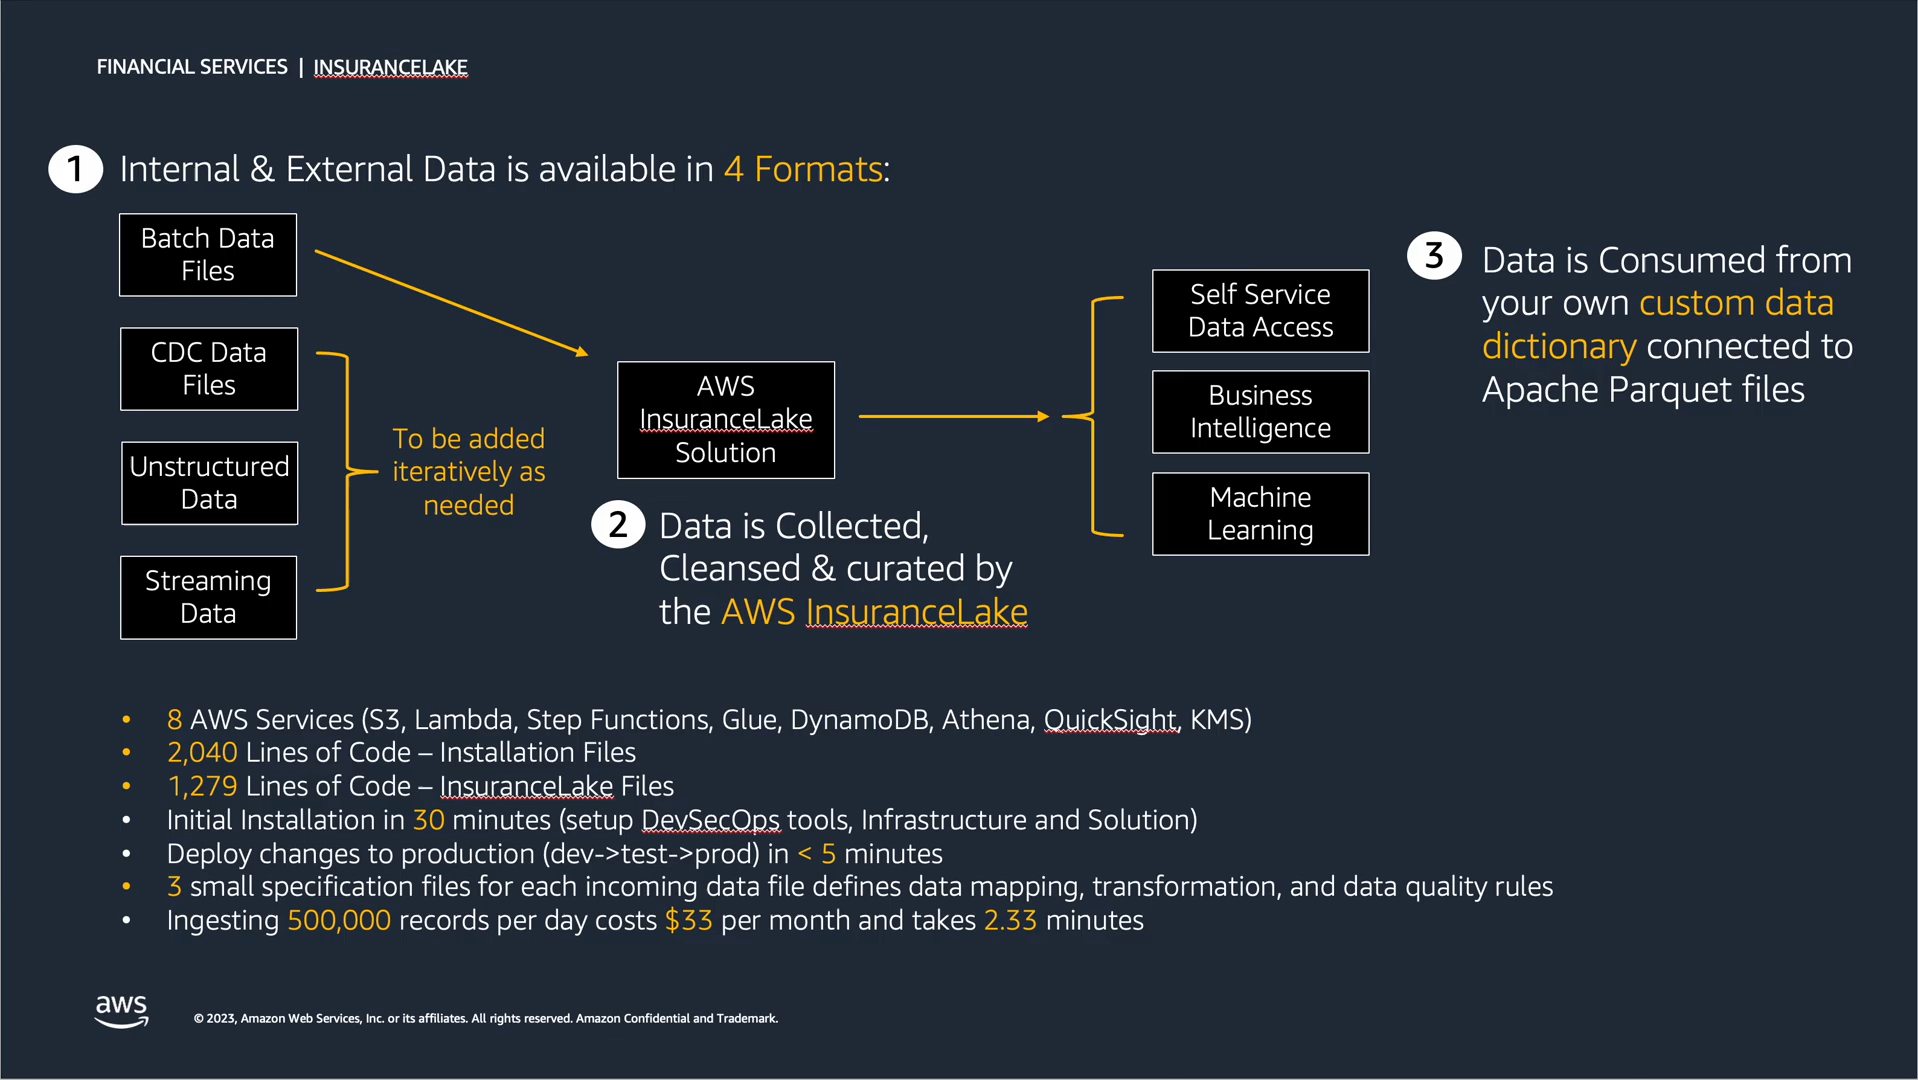 FINANCIAL SERVICES | INSURANCELAKE
1 Internal & External Data is available in 4 Formats:
Batch Data
Files
CDC Data
Files
Unstructured
Data
Streaming
Data
To be added
iteratively as
needed
AWS
InsuranceLake
Solution
2 Data is Collected,
Cleansed & curated by
the AWS InsuranceLake
Self Service
Data Access
Business
Intelligence
Machine
Learning
3 Data is Consumed from
your own custom data
dictionary connected to
Apache Parquet files
• 8 AWS Services (S3, Lambda, Step Functions, Glue, DynamoDB, Athena, QuickSight, KMS)
• 2,040 Lines of Code – Installation Files
• 1,279 Lines of Code – InsuranceLake Files
• Initial Installation in 30 minutes (setup DevSecOps tools, Infrastructure and Solution)
• Deploy changes to production (dev->test->prod) in < 5 minutes
• 3 small specification files for each incoming data file defines data mapping, transformation, and data quality rules
• Ingesting 500,000 records per day costs $33 per month and takes 2.33 minutes
aws
© 2023, Amazon Web Services, Inc. or its affiliates. All rights reserved. Amazon Confidential and Trademark.